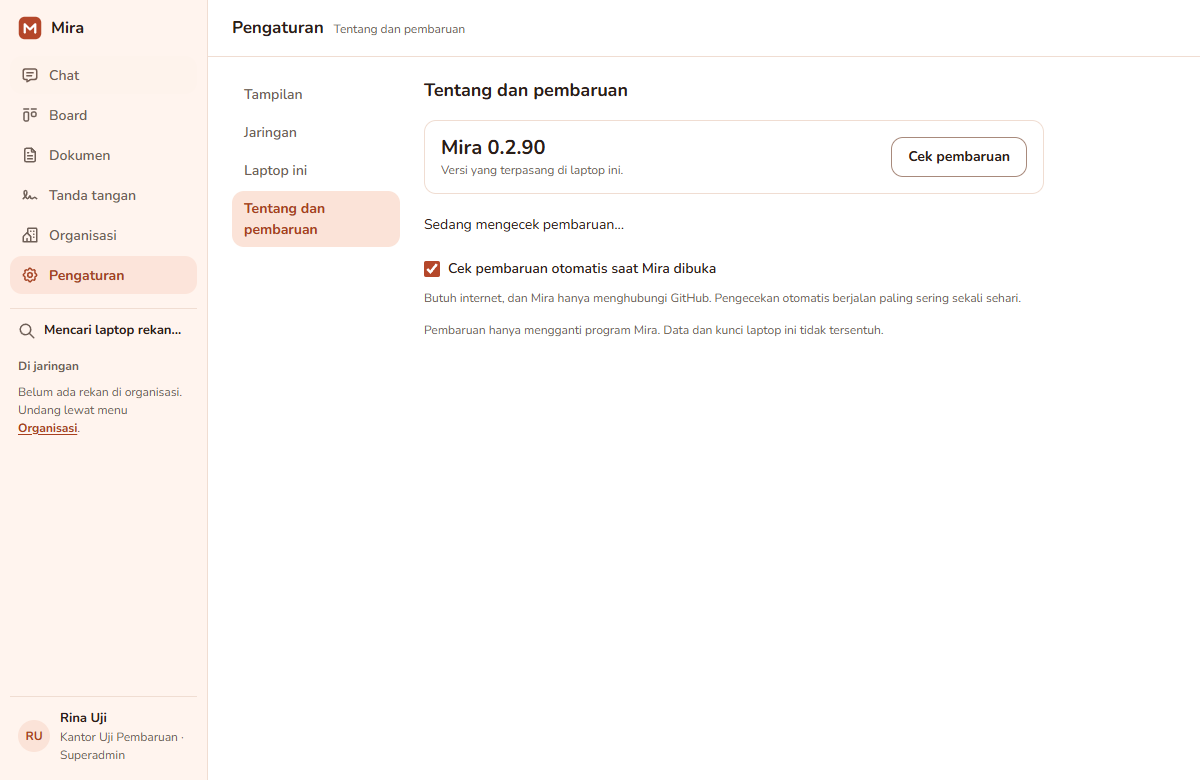 Mira
Chat
Board
Dokumen
Tanda tangan
Organisasi
Pengaturan
Mencari laptop rekan...
Di jaringan
Belum ada rekan di organisasi.
Undang lewat menu
Organisasi.
RU
Rina Uji
Kantor Uji Pembaruan ·
Superadmin
Pengaturan Tentang dan pembaruan
Tampilan
Jaringan
Laptop ini
Tentang dan
pembaruan
Tentang dan pembaruan
Mira 0.2.90
Versi yang terpasang di laptop ini.
Cek pembaruan
Sedang mengecek pembaruan...
Cek pembaruan otomatis saat Mira dibuka
Butuh internet, dan Mira hanya menghubungi GitHub. Pengecekan otomatis berjalan paling sering sekali sehari.
Pembaruan hanya mengganti program Mira. Data dan kunci laptop ini tidak tersentuh.